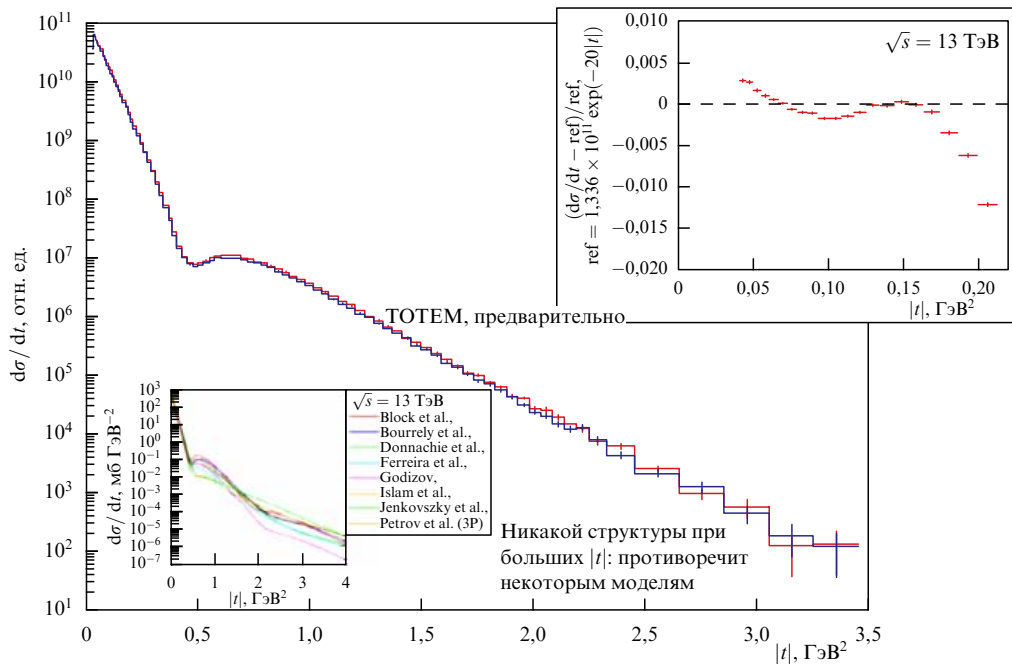 dσ/dt, отн. ед.
10¹¹
10¹⁰
10⁹
10⁸
10⁷
10⁶
10⁵
10⁴
10³
10²
10¹
0
0,5
1,0
1,5
2,0
2,5
3,0
3,5
|t|, ГэВ²
ТОТЕМ, предварительно
Никакой структуры при
больших |t|: противоречит
некоторым моделям
(dσ/dt − ref)/ref,
ref = 1,336 × 10¹¹ exp(−20|t|)
√s = 13 ТэВ
0,010
0,005
0
−0,005
−0,010
−0,015
−0,020
0
0,05
0,10
0,15
0,20
|t|, ГэВ²
dσ/dt, мб ГэВ⁻²
10³
10²
10¹
10⁰
10⁻¹
10⁻²
10⁻³
10⁻⁴
10⁻⁵
10⁻⁶
10⁻⁷
0
1
2
3
4
|t|, ГэВ²
√s = 13 ТэВ
Block et al.,
Bourrely et al.,
Donnachie et al.,
Ferreira et al.,
Godizov,
Islam et al.,
Jenkovszky et al.,
Petrov et al. (3P)